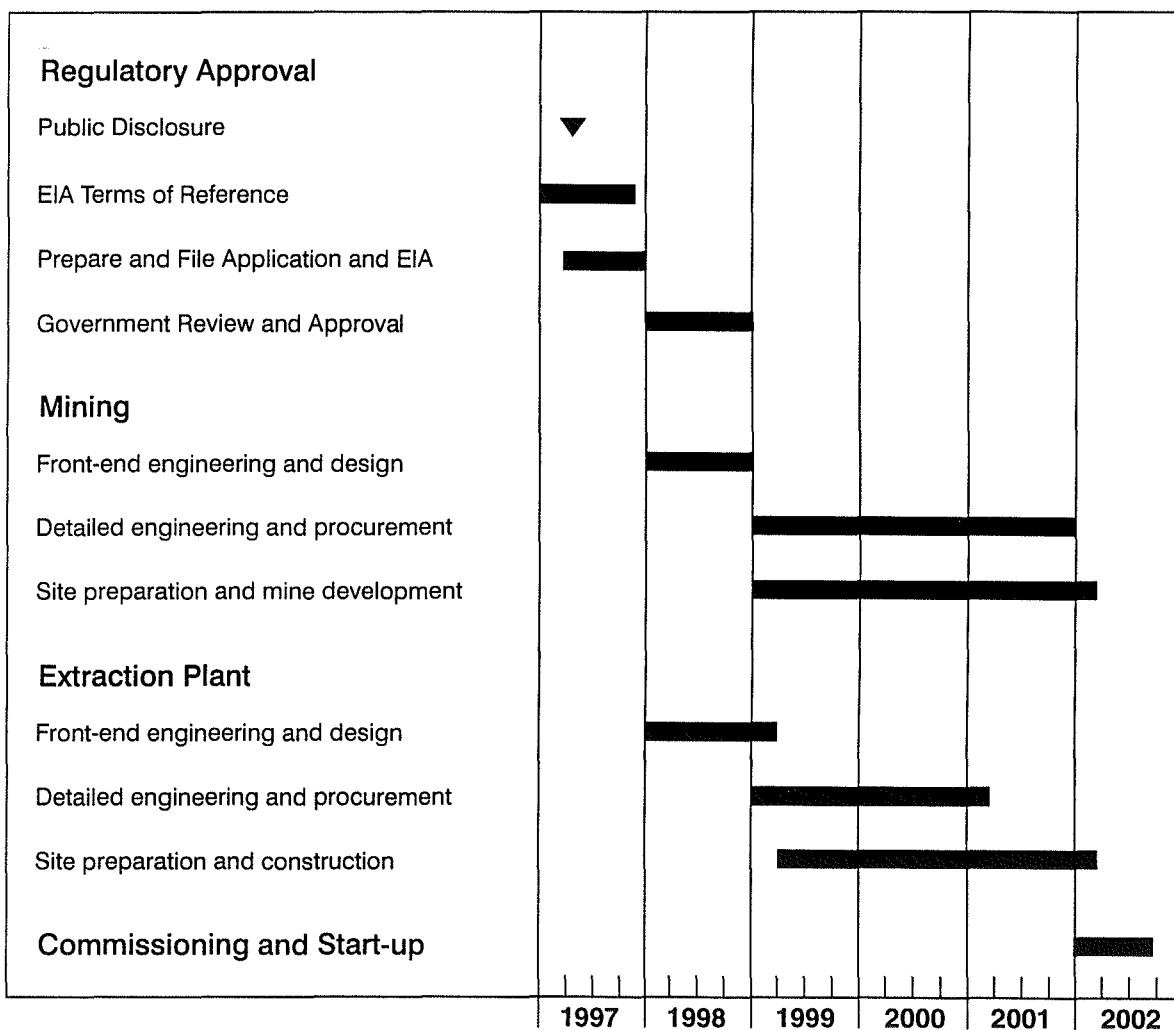 Regulatory Approval
Public Disclosure
EIA Terms of Reference
Prepare and File Application and EIA
Government Review and Approval
Mining
Front-end engineering and design
Detailed engineering and procurement
Site preparation and mine development
Extraction Plant
Front-end engineering and design
Detailed engineering and procurement
Site preparation and construction
Commissioning and Start-up
1997 1998 1999 2000 2001 2002